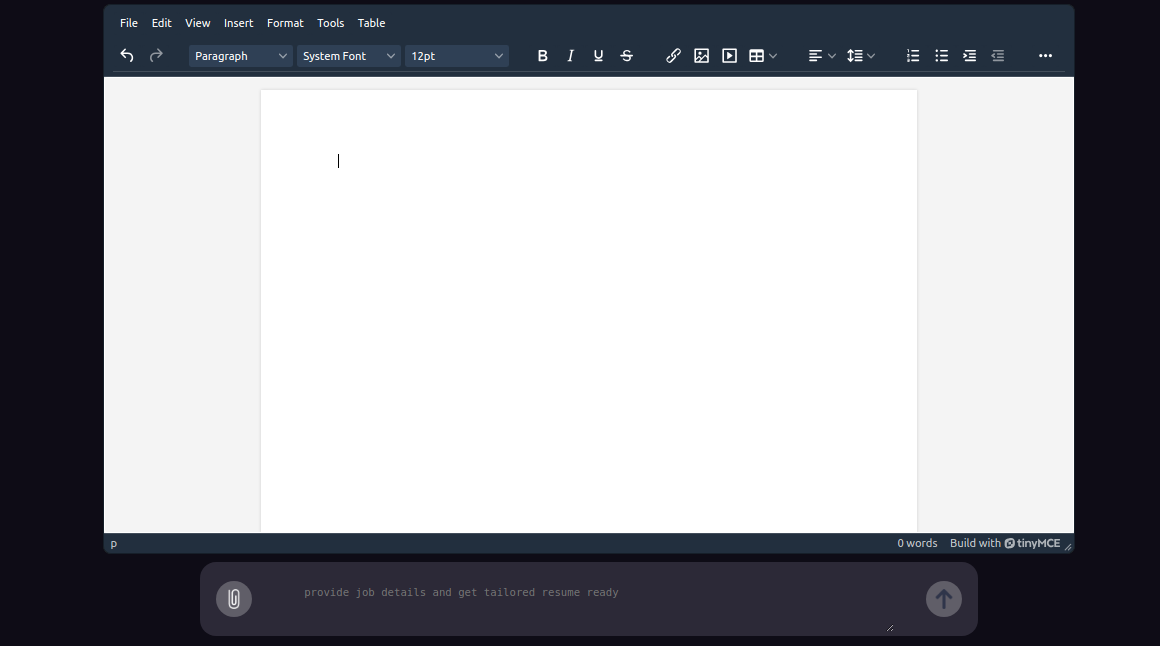 File Edit View Insert Format Tools Table
Paragraph System Font 12pt B I U S
p 0 words Build with tinyMCE
provide job details and get tailored resume ready